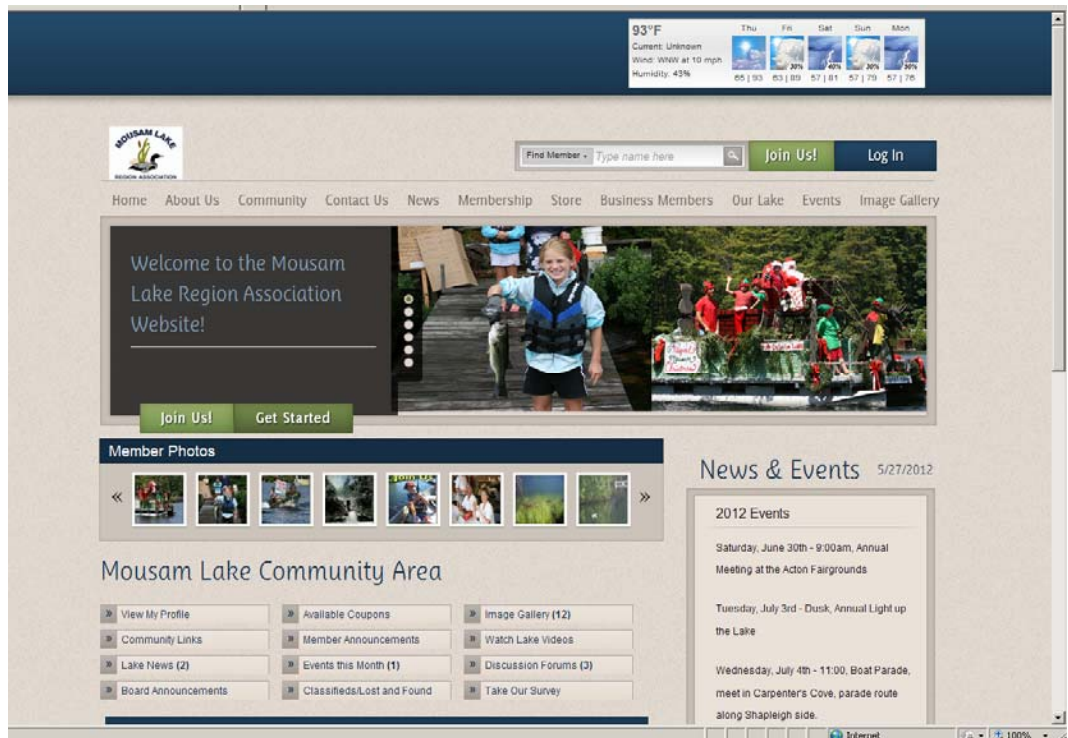 93°F
Current: Unknown
Wind: WNW at 10 mph
Humidity: 43%
Thu Fri Sat Sun Mon
30% 40% 30% 30%
65 | 93 63 | 89 57 | 81 57 | 79 57 | 76
MOUSAM LAKE
REGION ASSOCIATION
Find Member Type name here
Join Us! Log In
Home About Us Community Contact Us News Membership Store Business Members Our Lake Events Image Gallery
Welcome to the Mousam
Lake Region Association
Website!
Join Us! Get Started
Member Photos
« »
News & Events 5/27/2012
2012 Events
Saturday, June 30th - 9:00am, Annual
Meeting at the Acton Fairgrounds
Tuesday, July 3rd - Dusk, Annual Light up
the Lake
Wednesday, July 4th - 11:00, Boat Parade,
meet in Carpenter's Cove, parade route
along Shapleigh side.
Mousam Lake Community Area
» View My Profile » Available Coupons » Image Gallery (12)
» Community Links » Member Announcements » Watch Lake Videos
» Lake News (2) » Events this Month (1) » Discussion Forums (3)
» Board Announcements » Classifieds/Lost and Found » Take Our Survey
Internet 100%